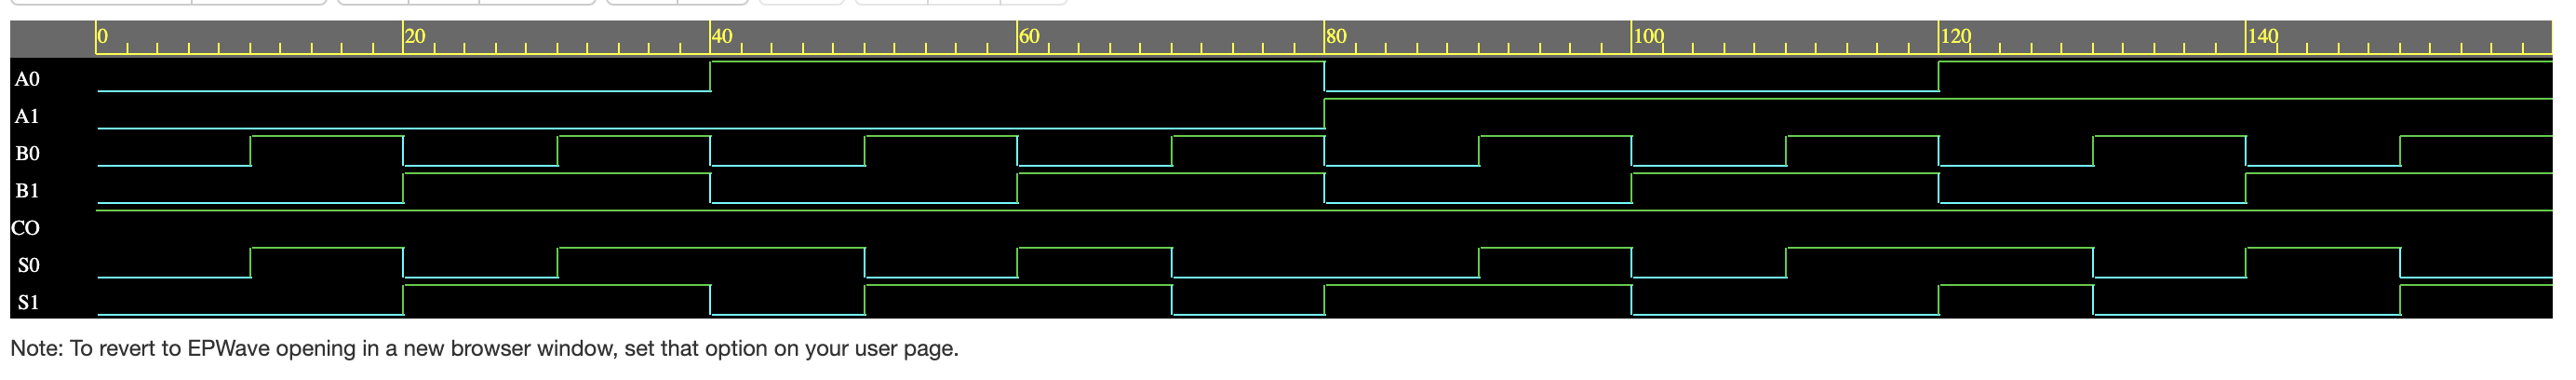 0 20 40 60 80 100 120 140
A0
A1
B0
B1
CO
S0
S1
Note: To revert to EPWave opening in a new browser window, set that option on your user page.